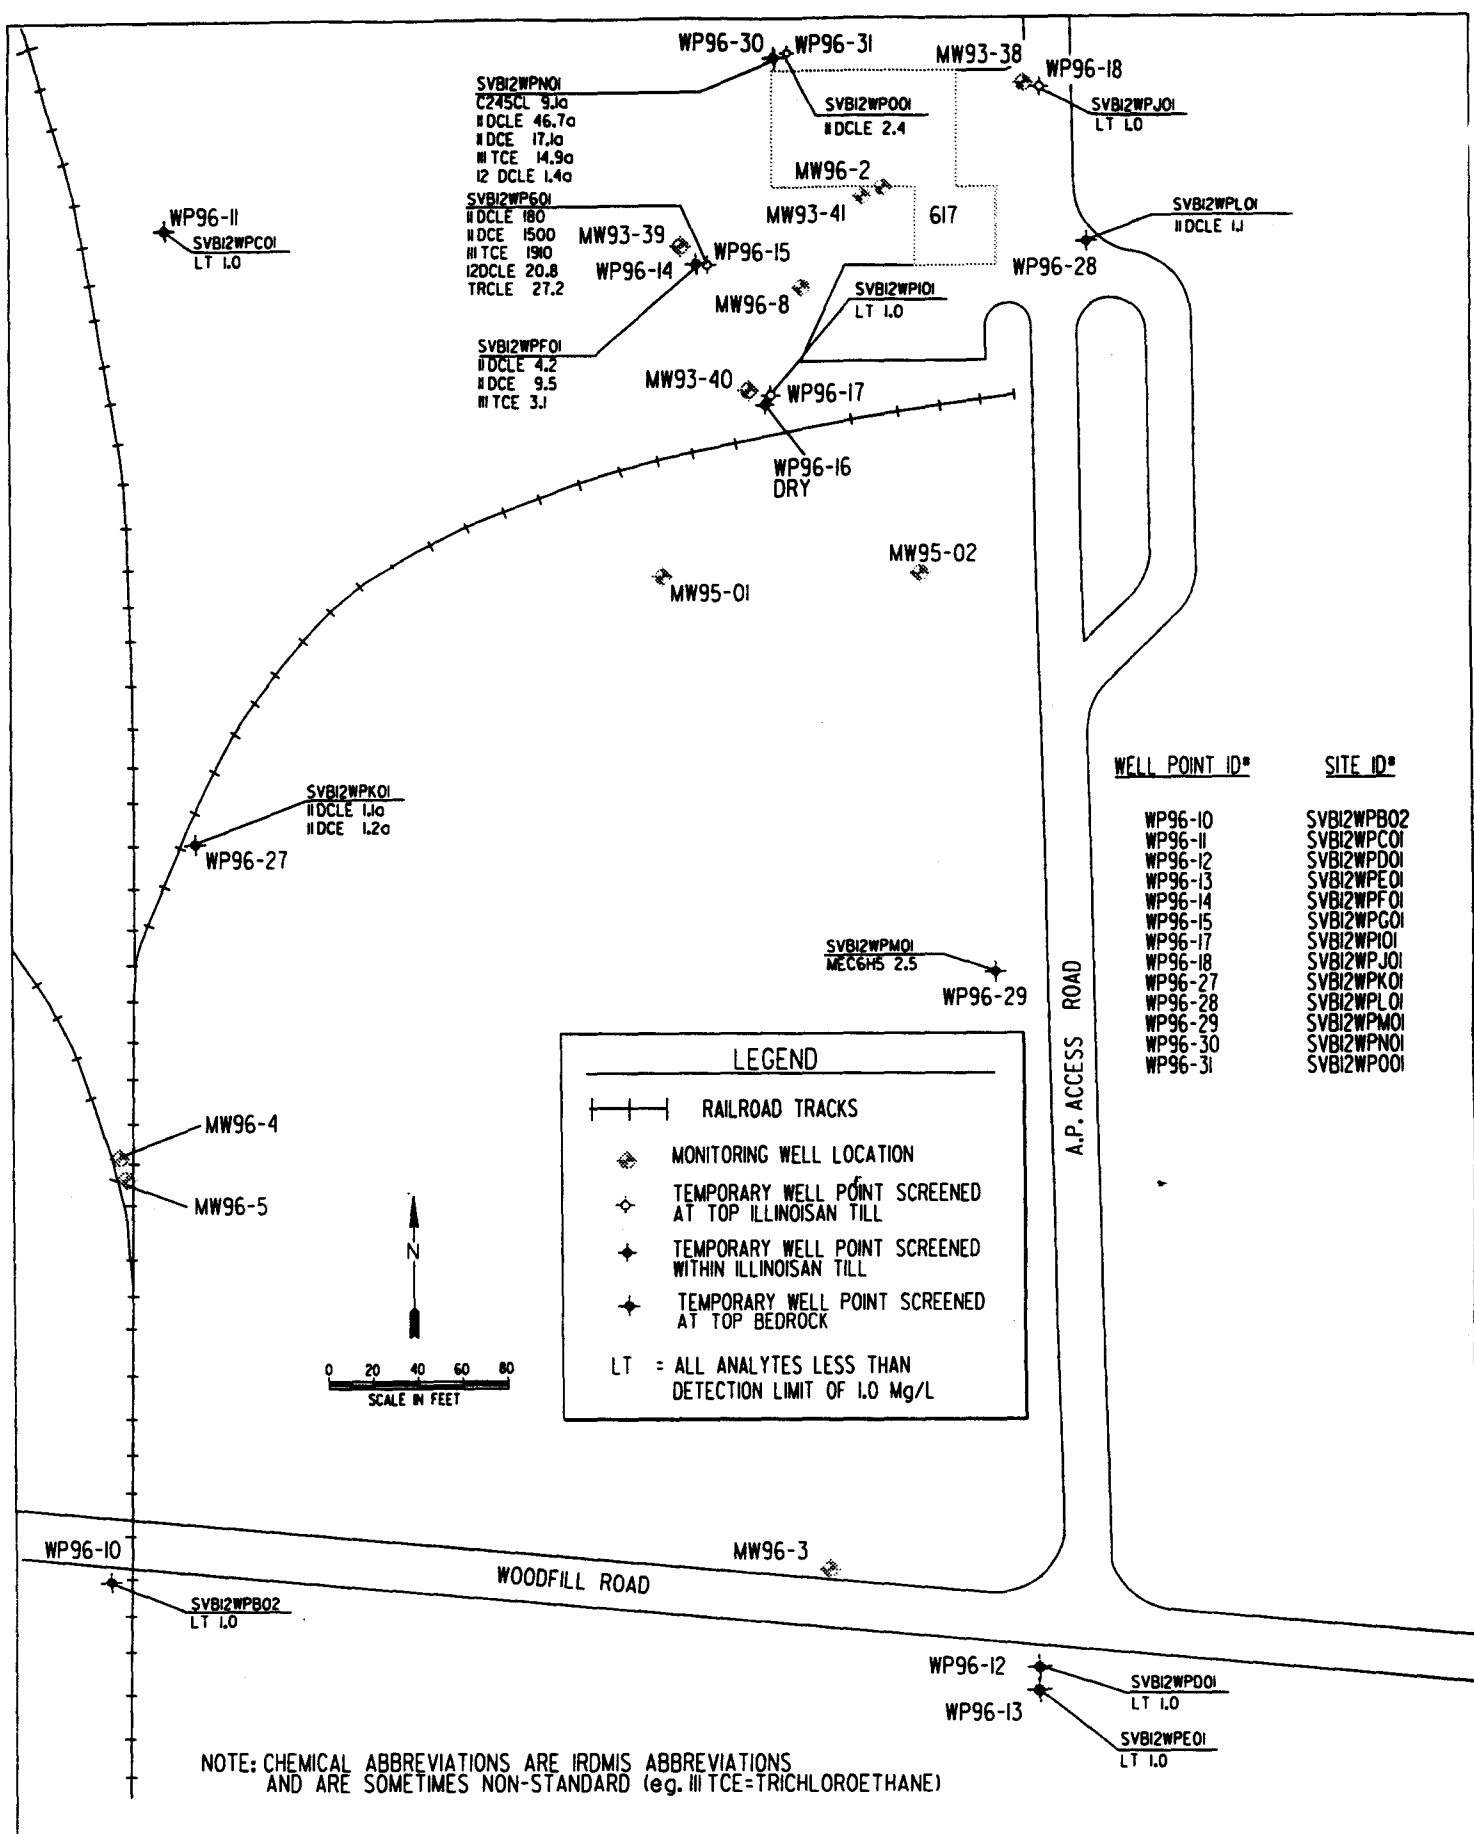 WP96-30
WP96-31
MW93-38
WP96-18
SVB12WPN01
C245CL 9.1a
11DCLE 46.7a
11DCE 17.1a
111TCE 14.9a
12 DCLE 1.4a
SVB12WPO01
11DCLE 2.4
SVB12WPJ01
LT 1.0
MW96-2
MW93-41
617
SVB12WPG01
11DCLE 180
11DCE 1500
111TCE 1910
12DCLE 20.8
TRCLE 27.2
WP96-11
SVB12WPC01
LT 1.0
MW93-39
WP96-14
WP96-15
SVB12WPL01
11DCLE 1.1
WP96-28
MW96-8
SVB12WPI01
LT 1.0
SVB12WPF01
11DCLE 4.2
11DCE 9.5
111TCE 3.1
MW93-40
WP96-17
WP96-16
DRY
MW95-02
MW95-01
SVB12WPK01
11DCLE 1.1a
11DCE 1.2a
WP96-27
WELL POINT ID# SITE ID#
WP96-10 SVB12WPB02
WP96-11 SVB12WPC01
WP96-12 SVB12WPD01
WP96-13 SVB12WPE01
WP96-14 SVB12WPF01
WP96-15 SVB12WPG01
WP96-17 SVB12WPI01
WP96-18 SVB12WPJ01
WP96-27 SVB12WPK01
WP96-28 SVB12WPL01
WP96-29 SVB12WPM01
WP96-30 SVB12WPN01
WP96-31 SVB12WPO01
SVB12WPM01
MEC6H5 2.5
WP96-29
A.P. ACCESS ROAD
LEGEND
RAILROAD TRACKS
MONITORING WELL LOCATION
TEMPORARY WELL POINT SCREENED
AT TOP ILLINOISAN TILL
TEMPORARY WELL POINT SCREENED
WITHIN ILLINOISAN TILL
TEMPORARY WELL POINT SCREENED
AT TOP BEDROCK
LT = ALL ANALYTES LESS THAN
DETECTION LIMIT OF 1.0 Mg/L
MW96-4
MW96-5
N
0 20 40 60 80
SCALE IN FEET
WP96-10
SVB12WPB02
LT 1.0
WOODFILL ROAD
MW96-3
WP96-12
SVB12WPD01
LT 1.0
WP96-13
SVB12WPE01
LT 1.0
NOTE: CHEMICAL ABBREVIATIONS ARE IRDMIS ABBREVIATIONS
AND ARE SOMETIMES NON-STANDARD (eg. 111TCE=TRICHLOROETHANE)